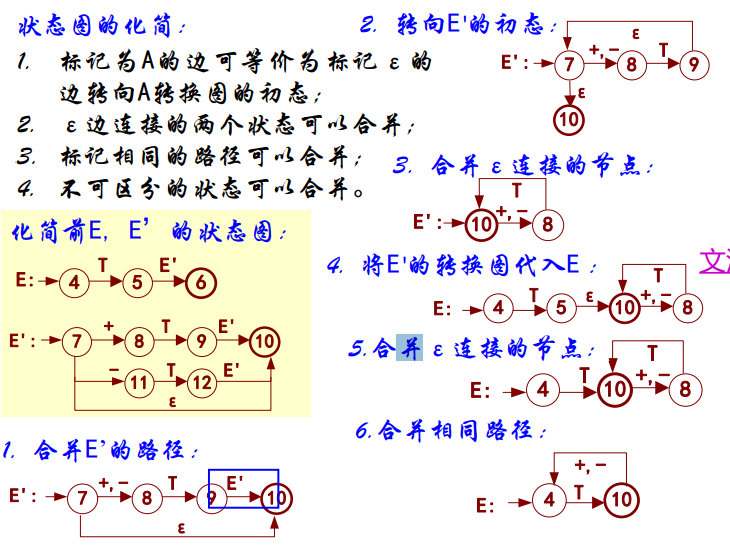 状态图的化简：
1. 标记为A的边可等价为标记 ε 的
边转向A转换图的初态；
2. ε边连接的两个状态可以合并；
3. 标记相同的路径可以合并；
4. 不可区分的状态可以合并。
化简前E, E' 的状态图：
E: 4 T 5 E' 6
E': 7 + 8 T 9 E' 10
- 11 T 12 E'
ε
1. 合并E'的路径：
E': 7 +,- 8 T 9 E' 10
ε
2. 转向E'的初态：
ε
E': 7 +,- 8 T 9
ε
10
3. 合并 ε 连接的节点：
T
E': 10 +,- 8
4. 将E'的转换图代入E：
T
E: 4 T 5 ε 10 +,- 8
5.合并 ε 连接的节点：
T
E: 4 T 10 +,- 8
6.合并相同路径：
+,-
E: 4 T 10